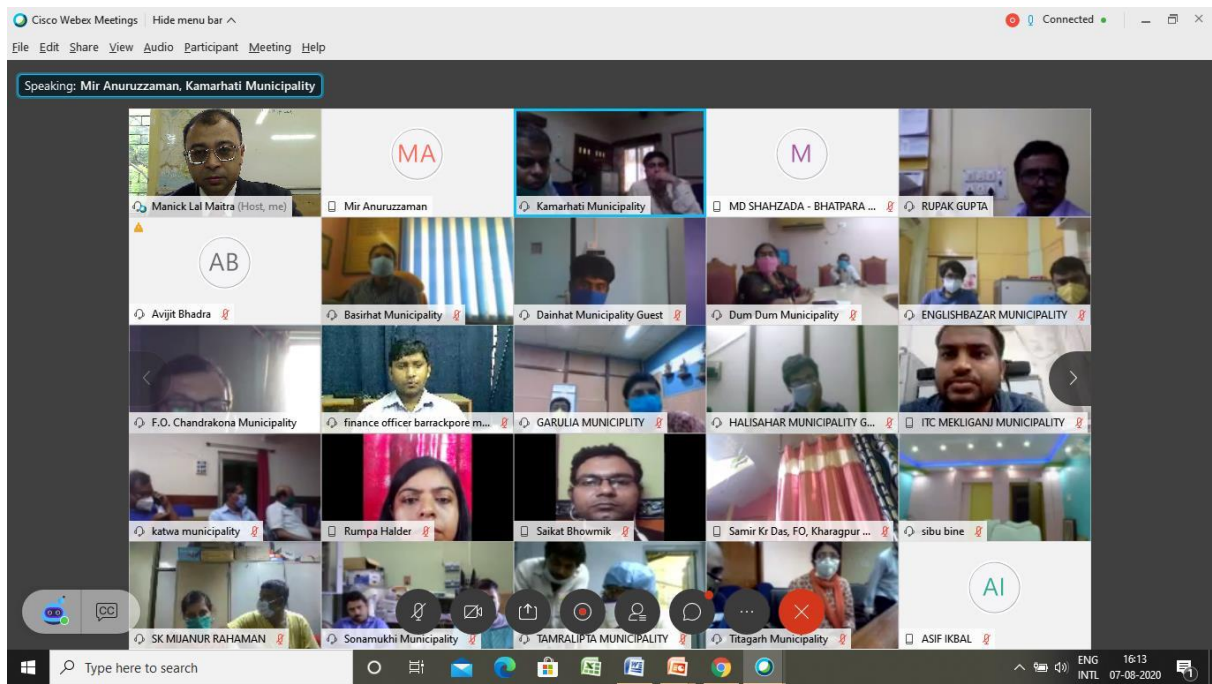 Cisco Webex Meetings Hide menu bar
Connected
File Edit Share View Audio Participant Meeting Help
Speaking: Mir Anuruzzaman, Kamarhati Municipality
MA
M
Manick Lal Maitra (Host, me)
Mir Anuruzzaman
Kamarhati Municipality
MD SHAHZADA - BHATPARA ...
RUPAK GUPTA
AB
Avijit Bhadra
Basirhat Municipality
Dainhat Municipality Guest
Dum Dum Municipality
ENGLISHBAZAR MUNICIPALITY
F.O. Chandrakona Municipality
finance officer barrackpore m...
GARULIA MUNICIPLITY
HALISAHAR MUNICIPALITY G...
ITC MEKLIGANJ MUNICIPALITY
katwa municipality
Rumpa Halder
Saikat Bhowmik
Samir Kr Das, FO, Kharagpur ...
sibu bine
AI
CC
SK MIJANUR RAHAMAN
Sonamukhi Municipality
TAMRALIPTA MUNICIPALITY
Titagarh Municipality
ASIF IKBAL
Type here to search
ENG
INTL
16:13
07-08-2020
1